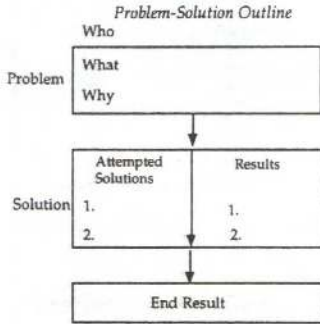 Problem-Solution Outline
Who
Problem
What
Why
Solution
Attempted
Solutions
1.
2.
Results
1.
2.
End Result